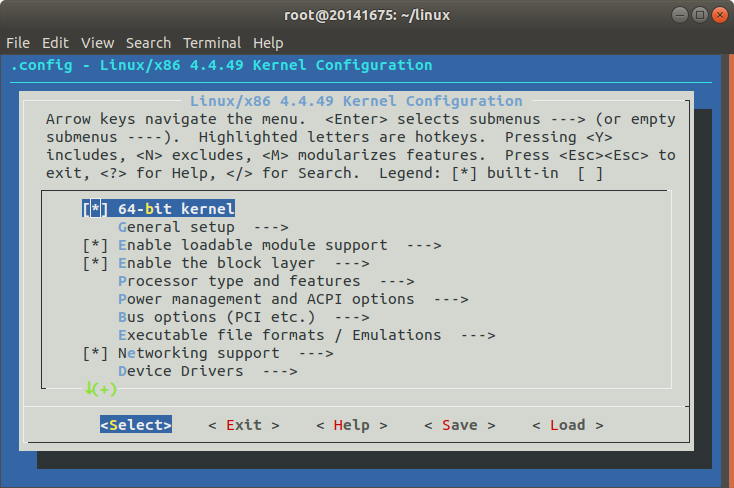 root@20141675: ~/linux
File Edit View Search Terminal Help
.config - Linux/x86 4.4.49 Kernel Configuration
Linux/x86 4.4.49 Kernel Configuration
Arrow keys navigate the menu.  <Enter> selects submenus ---> (or empty
submenus ----).  Highlighted letters are hotkeys.  Pressing <Y>
includes, <N> excludes, <M> modularizes features.  Press <Esc><Esc> to
exit, <?> for Help, </> for Search.  Legend: [*] built-in  [ ]
[*] 64-bit kernel
General setup  --->
[*] Enable loadable module support  --->
[*] Enable the block layer  --->
Processor type and features  --->
Power management and ACPI options  --->
Bus options (PCI etc.)  --->
Executable file formats / Emulations  --->
[*] Networking support  --->
Device Drivers  --->
↓(+)
<Select>    < Exit >    < Help >    < Save >    < Load >